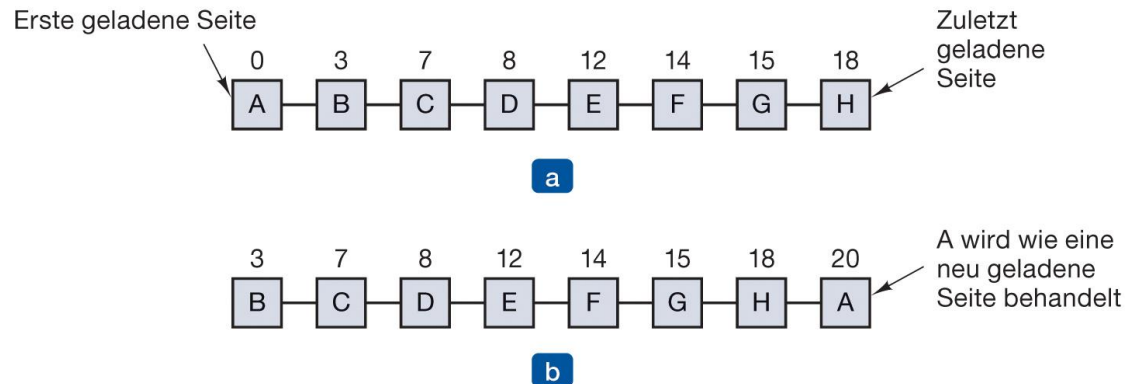 Erste geladene Seite
Zuletzt
geladene
Seite
0 3 7 8 12 14 15 18
A B C D E F G H
a
A wird wie eine
neu geladene
Seite behandelt
3 7 8 12 14 15 18 20
B C D E F G H A
b